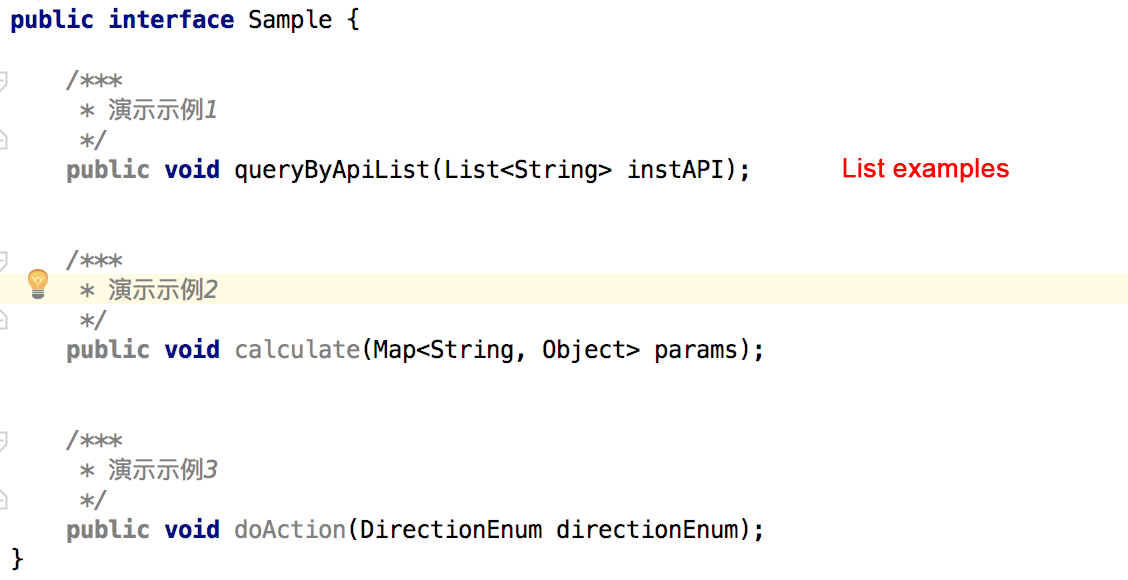 public interface Sample {
/***
* 演示示例1
*/
public void queryByApiList(List<String> instAPI); List examples
/***
* 演示示例2
*/
public void calculate(Map<String, Object> params);
/***
* 演示示例3
*/
public void doAction(DirectionEnum directionEnum);
}